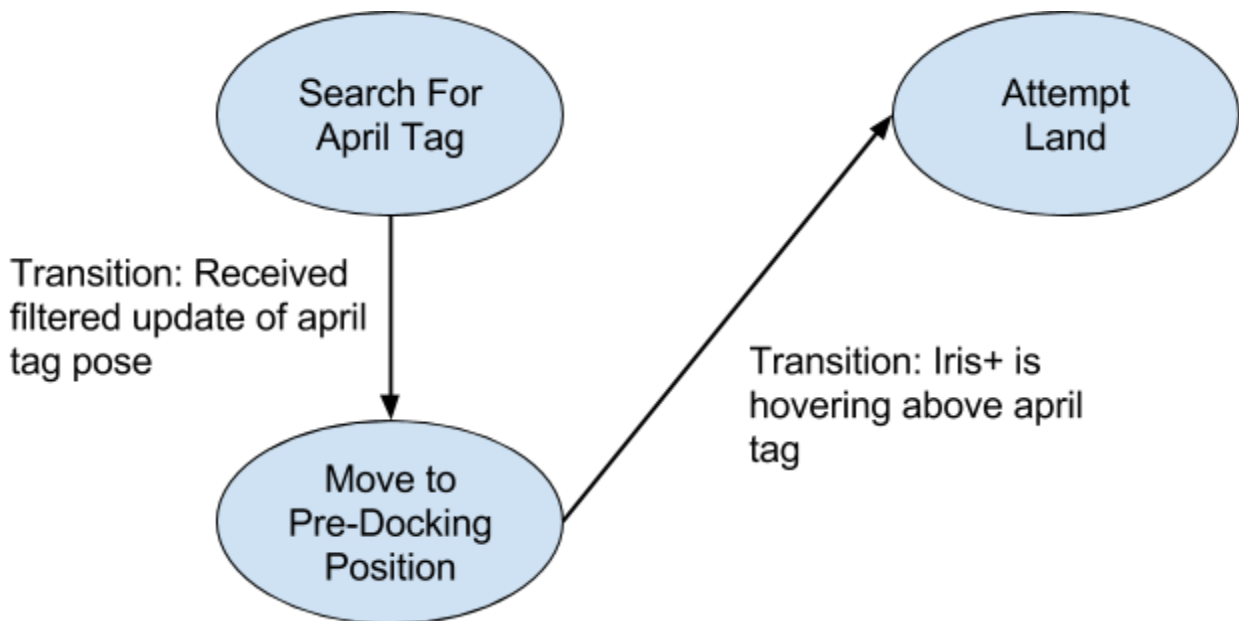 Search For
April Tag
Attempt
Land
Transition: Received
filtered update of april
tag pose
Transition: Iris+ is
hovering above april
tag
Move to
Pre-Docking
Position